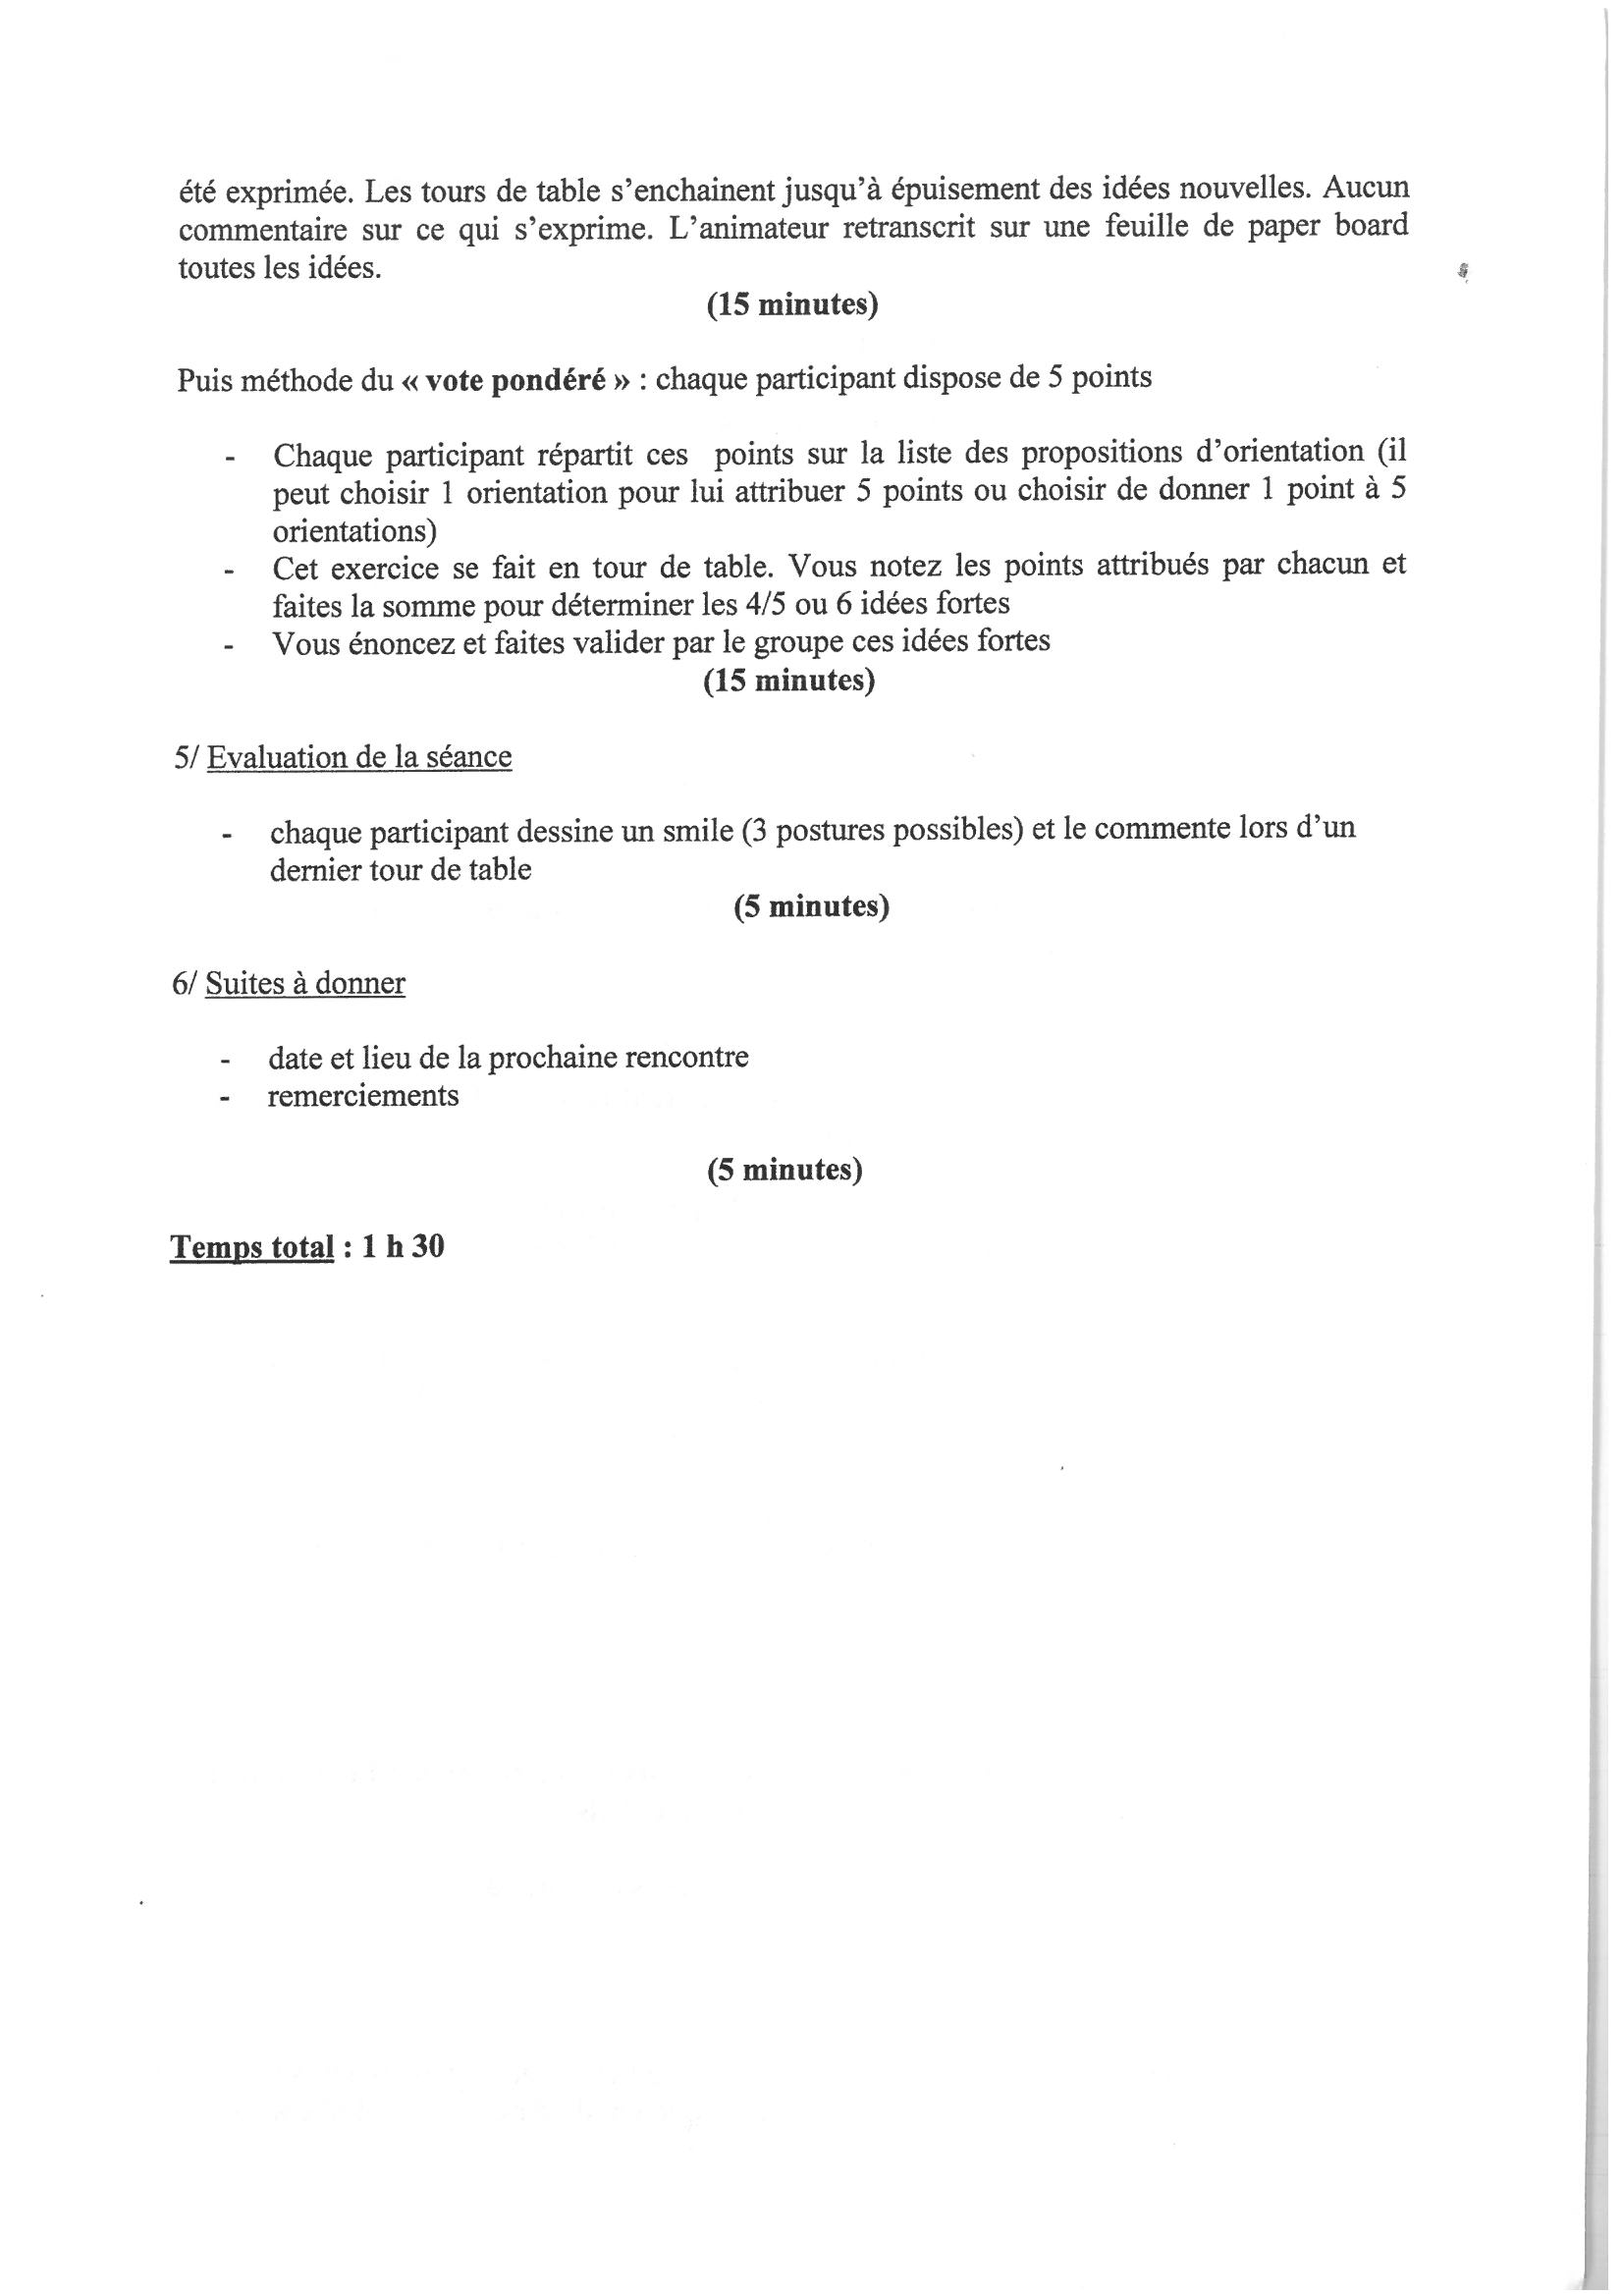 été exprimée. Les tours de table s'enchainent jusqu'à épuisement des idées nouvelles. Aucun
commentaire sur ce qui s'exprime. L'animateur retranscrit sur une feuille de paper board
toutes les idées.
(15 minutes)
Puis méthode du « vote pondéré » : chaque participant dispose de 5 points
- Chaque participant répartit ces points sur la liste des propositions d'orientation (il
peut choisir 1 orientation pour lui attribuer 5 points ou choisir de donner 1 point à 5
orientations)
- Cet exercice se fait en tour de table. Vous notez les points attribués par chacun et
faites la somme pour déterminer les 4/5 ou 6 idées fortes
- Vous énoncez et faites valider par le groupe ces idées fortes
(15 minutes)
5/ Evaluation de la séance
- chaque participant dessine un smile (3 postures possibles) et le commente lors d'un
dernier tour de table
(5 minutes)
6/ Suites à donner
- date et lieu de la prochaine rencontre
- remerciements
(5 minutes)
Temps total : 1 h 30